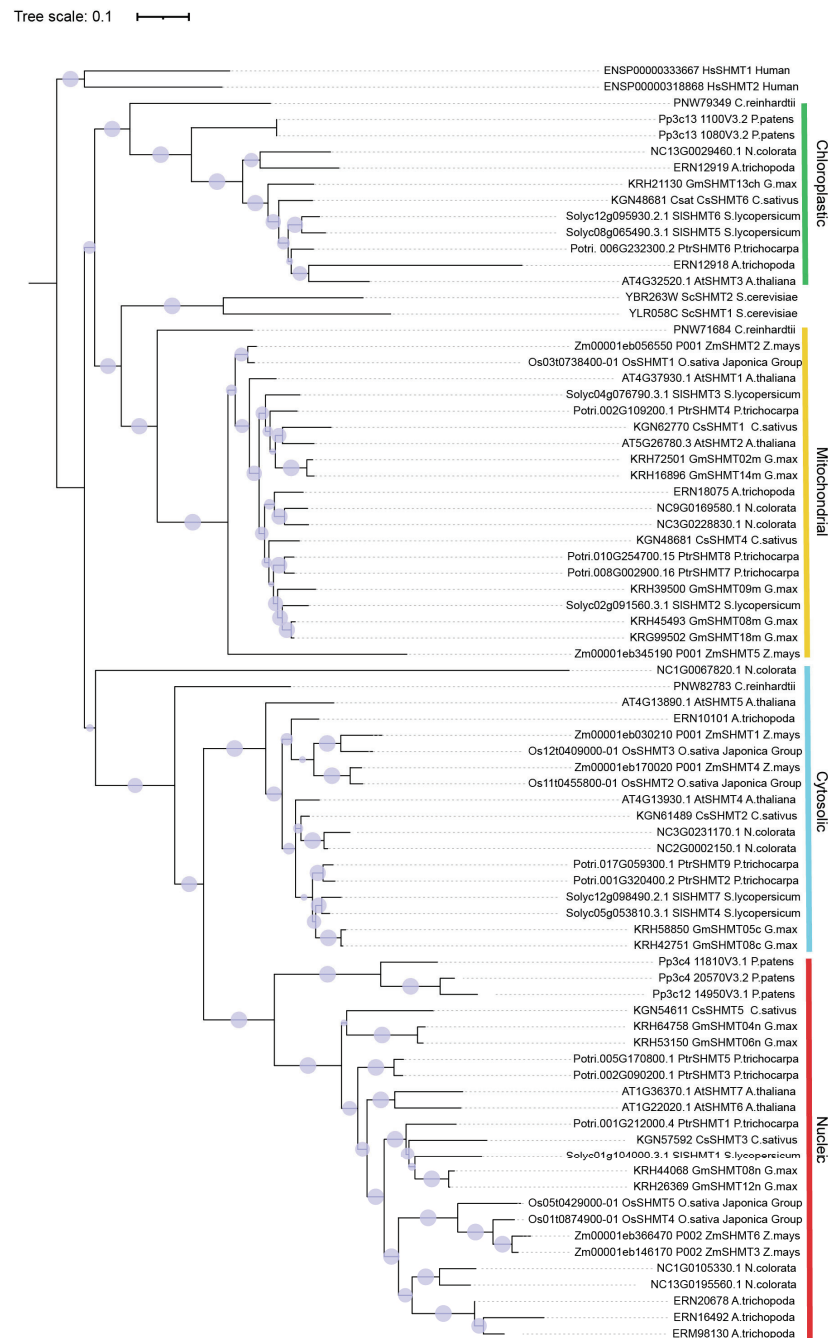 Tree scale: 0.1
ENSP00000333667 HsSHMT1 Human
ENSP00000318868 HsSHMT2 Human
PNW79349 C.reinhardtii
Pp3c13 1100V3.2 P.patens
Pp3c13 1080V3.2 P.patens
NC13G0029460.1 N.colorata
ERN12919 A.trichopoda
KRH21130 GmSHMT13ch G.max
KGN48681 Csat CsSHMT6 C.sativus
Solyc12g095930.2.1 SlSHMT6 S.lycopersicum
Solyc08g065490.3.1 SlSHMT5 S.lycopersicum
Potri. 006G232300.2 PtrSHMT6 P.trichocarpa
ERN12918 A.trichopoda
AT4G32520.1 AtSHMT3 A.thaliana
Chloroplastic
YBR263W ScSHMT2 S.cerevisiae
YLR058C ScSHMT1 S.cerevisiae
PNW71684 C.reinhardtii
Zm00001eb056550 P001 ZmSHMT2 Z.mays
Os03t0738400-01 OsSHMT1 O.sativa Japonica Group
AT4G37930.1 AtSHMT1 A.thaliana
Solyc04g076790.3.1 SlSHMT3 S.lycopersicum
Potri.002G109200.1 PtrSHMT4 P.trichocarpa
KGN62770 CsSHMT1 C.sativus
AT5G26780.3 AtSHMT2 A.thaliana
KRH72501 GmSHMT02m G.max
KRH16896 GmSHMT14m G.max
ERN18075 A.trichopoda
NC9G0169580.1 N.colorata
NC3G0228830.1 N.colorata
KGN48681 CsSHMT4 C.sativus
Potri.010G254700.15 PtrSHMT8 P.trichocarpa
Potri.008G002900.16 PtrSHMT7 P.trichocarpa
KRH39500 GmSHMT09m G.max
Solyc02g091560.3.1 SlSHMT2 S.lycopersicum
KRH45493 GmSHMT08m G.max
KRG99502 GmSHMT18m G.max
Zm00001eb345190 P001 ZmSHMT5 Z.mays
Mitochondrial
NC1G0067820.1 N.colorata
PNW82783 C.reinhardtii
AT4G13890.1 AtSHMT5 A.thaliana
ERN10101 A.trichopoda
Zm00001eb030210 P001 ZmSHMT1 Z.mays
Os12t0409000-01 OsSHMT3 O.sativa Japonica Group
Zm00001eb170020 P001 ZmSHMT4 Z.mays
Os11t0455800-01 OsSHMT2 O.sativa Japonica Group
AT4G13930.1 AtSHMT4 A.thaliana
KGN61489 CsSHMT2 C.sativus
NC3G0231170.1 N.colorata
NC2G0002150.1 N.colorata
Potri.017G059300.1 PtrSHMT9 P.trichocarpa
Potri.001G320400.2 PtrSHMT2 P.trichocarpa
Solyc12g098490.2.1 SlSHMT7 S.lycopersicum
Solyc05g053810.3.1 SlSHMT4 S.lycopersicum
KRH58850 GmSHMT05c G.max
KRH42751 GmSHMT08c G.max
Cytosolic
Pp3c4 11810V3.1 P.patens
Pp3c4 20570V3.2 P.patens
Pp3c12 14950V3.1 P.patens
KGN54611 CsSHMT5 C.sativus
KRH64758 GmSHMT04n G.max
KRH53150 GmSHMT06n G.max
Potri.005G170800.1 PtrSHMT5 P.trichocarpa
Potri.002G090200.1 PtrSHMT3 P.trichocarpa
AT1G36370.1 AtSHMT7 A.thaliana
AT1G22020.1 AtSHMT6 A.thaliana
Potri.001G212000.4 PtrSHMT1 P.trichocarpa
KGN57592 CsSHMT3 C.sativus
Solyc01g104000.3.1 SlSHMT1 S.lycopersicum
KRH44068 GmSHMT08n G.max
KRH26369 GmSHMT12n G.max
Os05t0429000-01 OsSHMT5 O.sativa Japonica Group
Os01t0874900-01 OsSHMT4 O.sativa Japonica Group
Zm00001eb366470 P002 ZmSHMT6 Z.mays
Zm00001eb146170 P002 ZmSHMT3 Z.mays
NC1G0105330.1 N.colorata
NC13G0195560.1 N.colorata
ERN20678 A.trichopoda
ERN16492 A.trichopoda
ERM98130 A.trichopoda
Nucleic